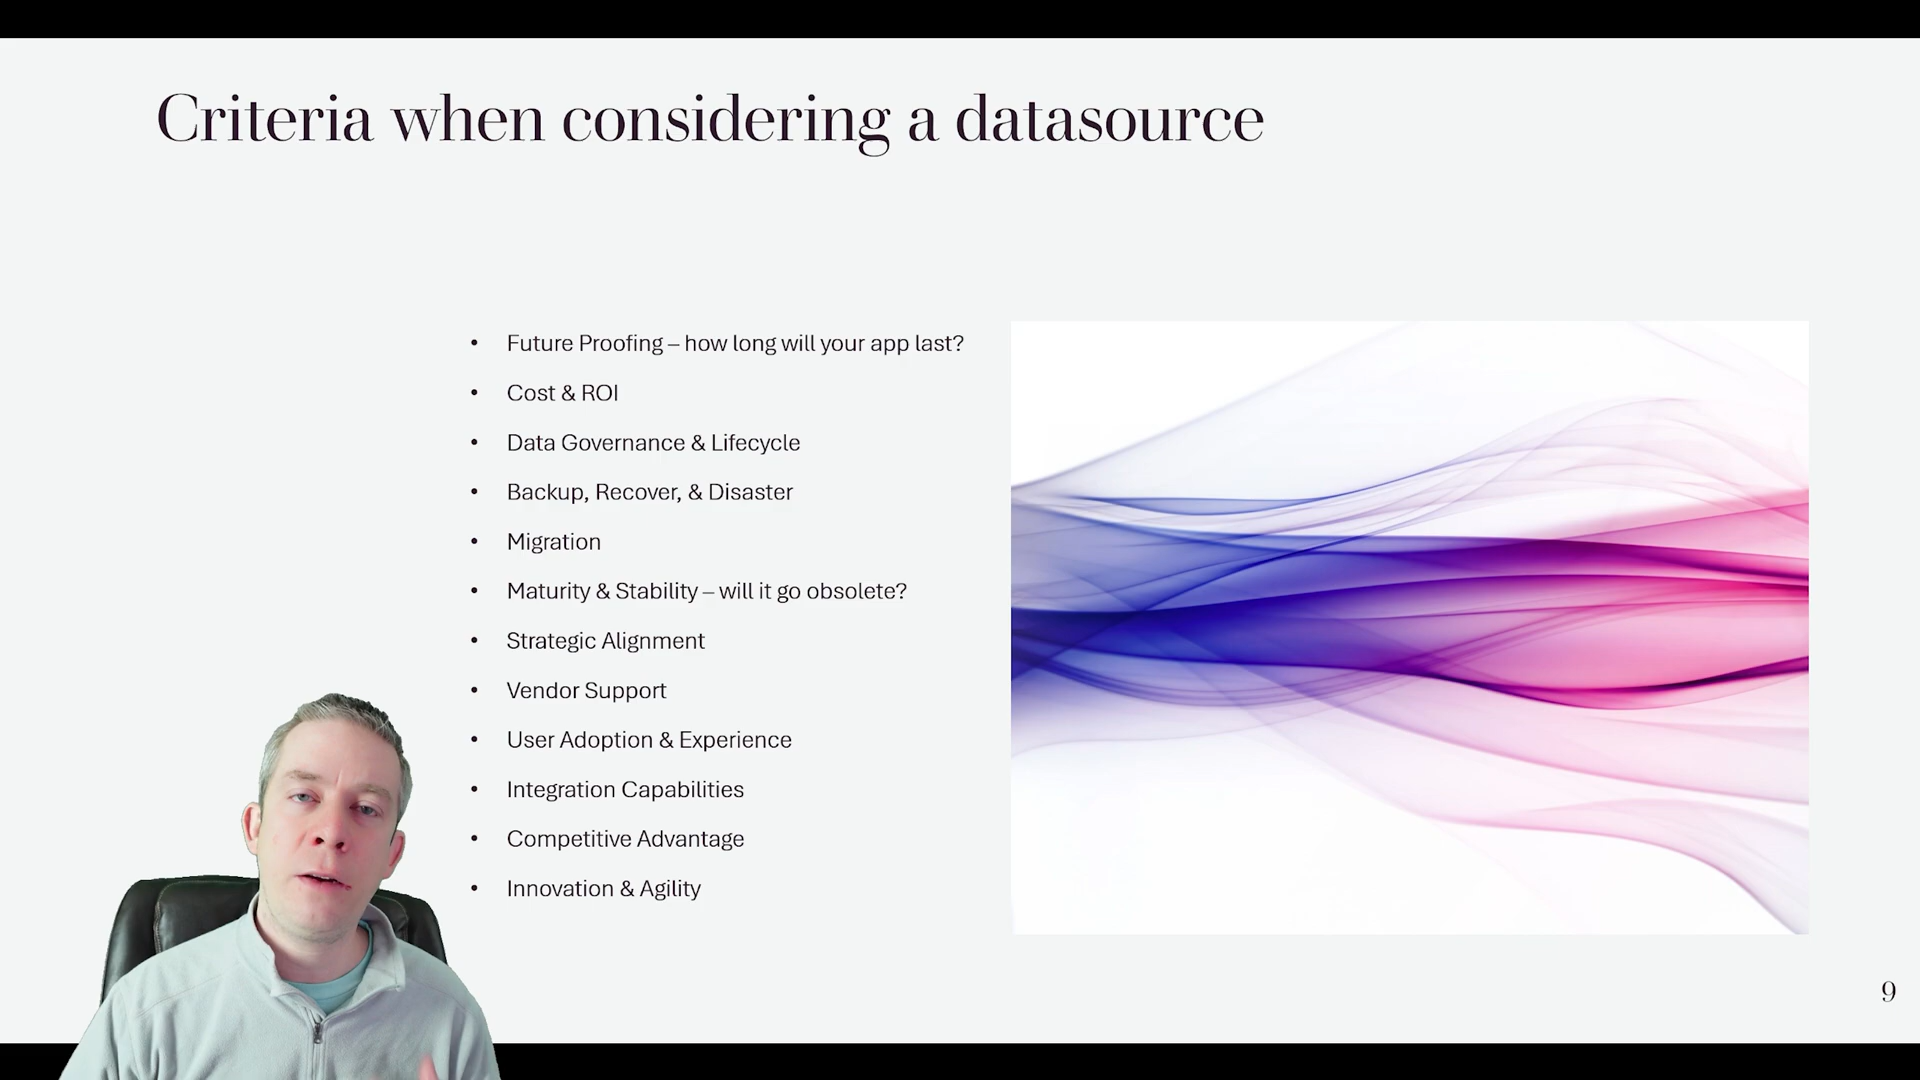 Criteria when considering a datasource
• Future Proofing – how long will your app last?
• Cost & ROI
• Data Governance & Lifecycle
• Backup, Recover, & Disaster
• Migration
• Maturity & Stability – will it go obsolete?
• Strategic Alignment
• Vendor Support
• User Adoption & Experience
• Integration Capabilities
• Competitive Advantage
• Innovation & Agility
9